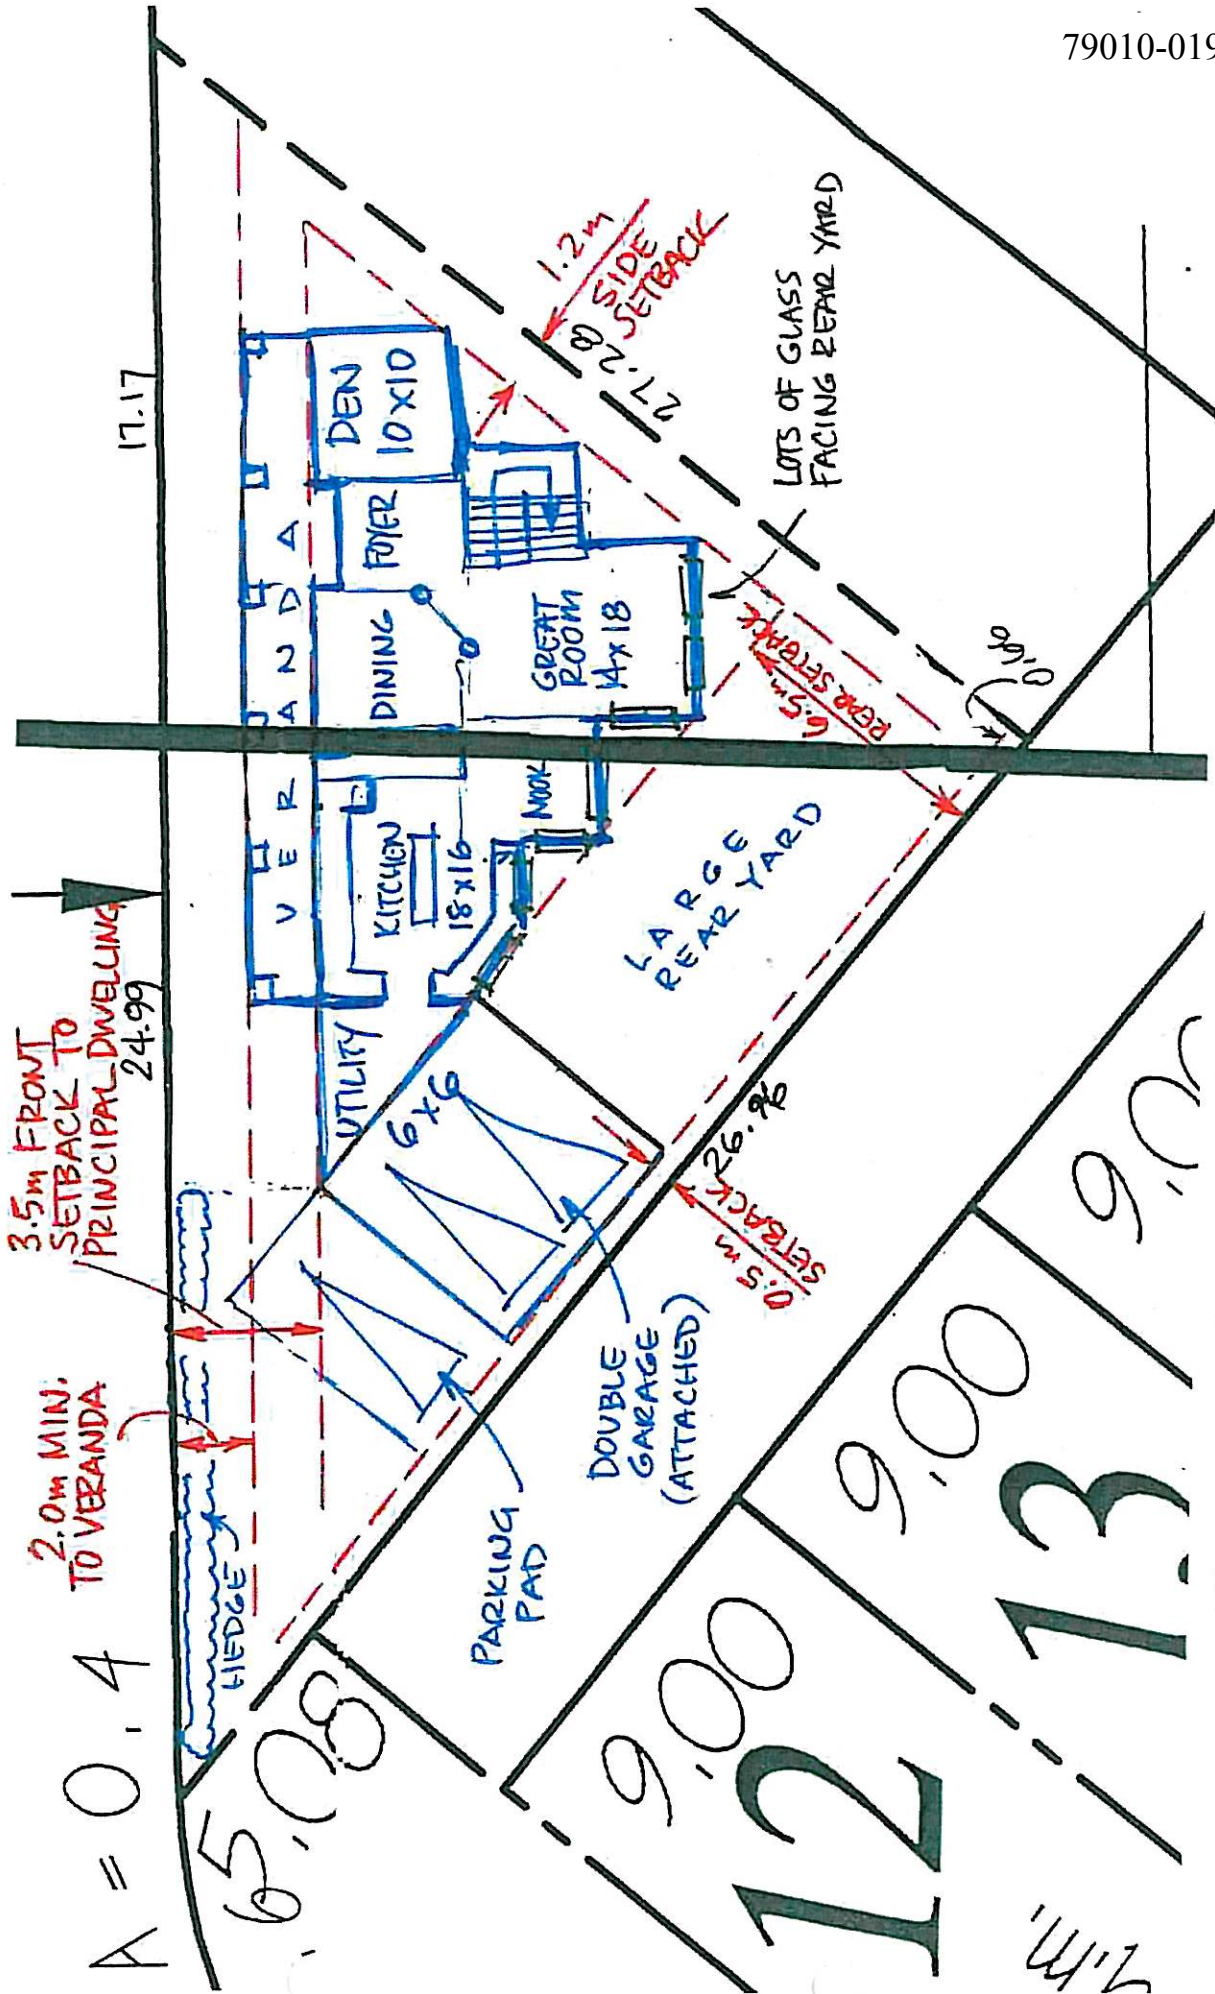 79010-019
A = 0.4
2.0m MIN.
TO VERANDA
3.5m FRONT
SETBACK TO
PRINCIPAL DWELLING
24.99
17.17
HEDGE
VERANDA
UTILITY
KITCHEN
18x16
NOOK
DINING
FOYER
DEN
10x10
GREAT
ROOM
14x18
1.2m
SIDE
SETBACK
27.28
LOTS OF GLASS
FACING REAR YARD
6.5m
REAR SETBACK
0.66
LARGE
REAR YARD
6x6
26.96
0.5m
SETBACK
DOUBLE
GARAGE
(ATTACHED)
PARKING
PAD
65.08
9.00
9.00
9.00
12
13